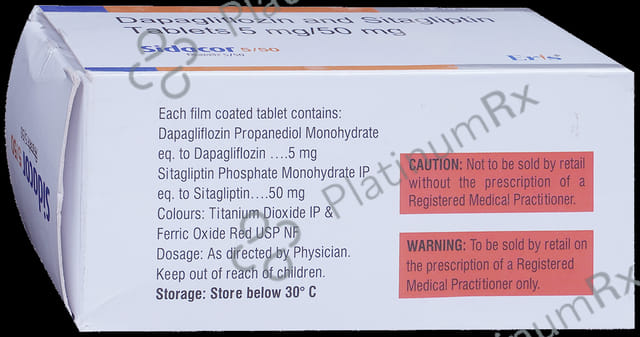 Dapagliflozin and Sitagliptin
Tablets 5 mg/50 mg
Sidacor 5/50
Eris
Each film coated tablet contains:
Dapagliflozin Propanediol Monohydrate
eq. to Dapagliflozin ....5 mg
Sitagliptin Phosphate Monohydrate IP
eq. to Sitagliptin....50 mg
Colours: Titanium Dioxide IP &
Ferric Oxide Red USP NF
Dosage: As directed by Physician.
Keep out of reach of children.
Storage: Store below 30° C
CAUTION: Not to be sold by retail
without the prescription of a
Registered Medical Practitioner.
WARNING: To be sold by retail on
the prescription of a Registered
Medical Practitioner only.
Sidacor 5/50
PlatinumRx
PlatinumRx